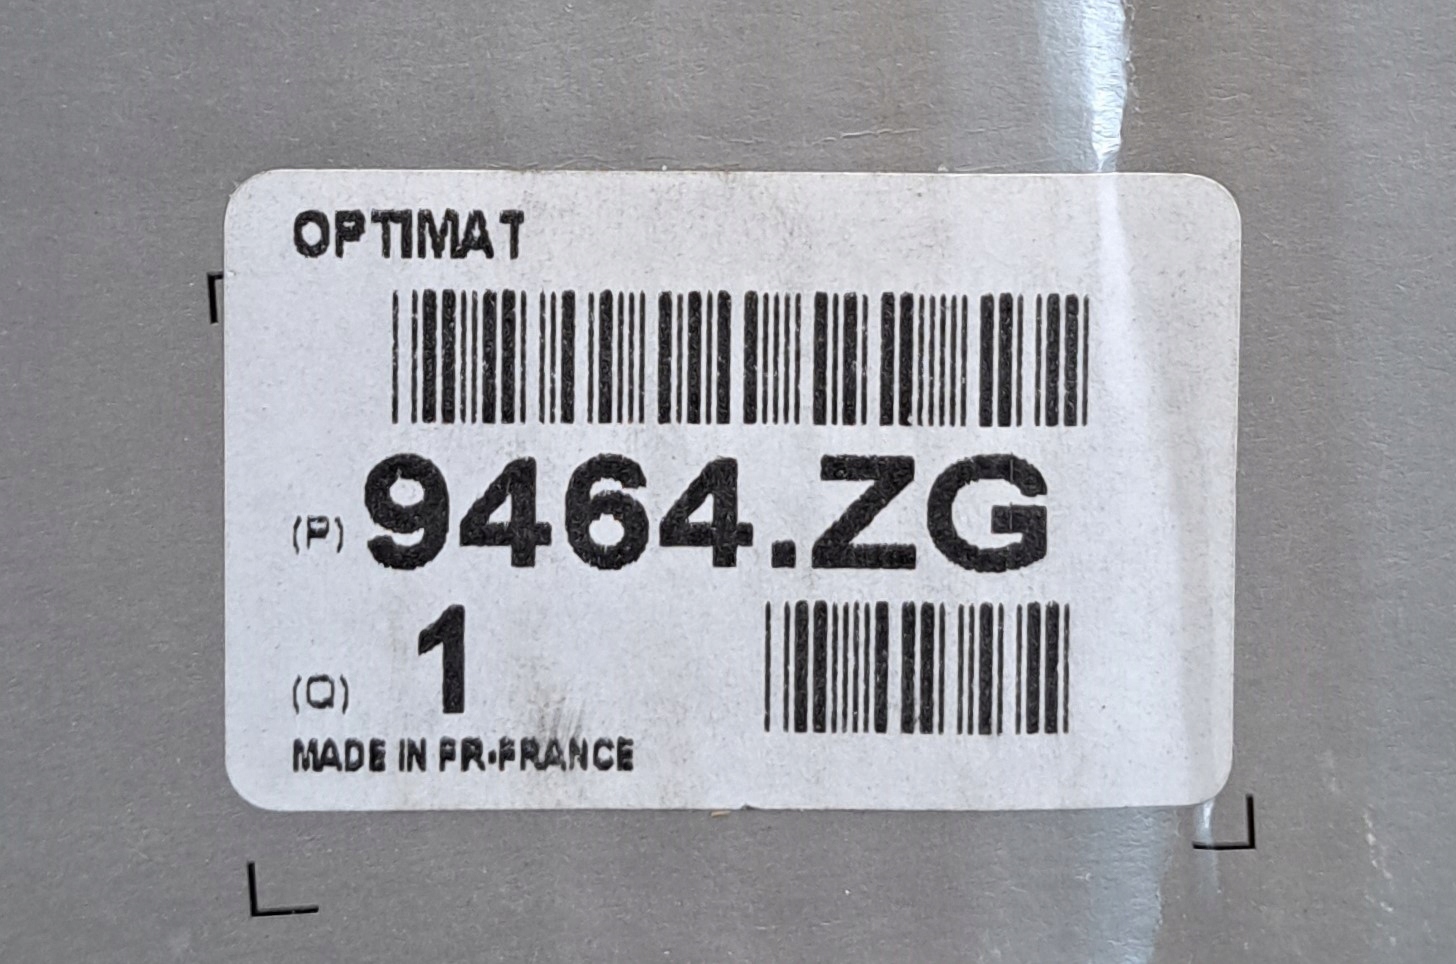 OPTIMAT
(P) 9464.ZG
(Q) 1
MADE IN FR-FRANCE